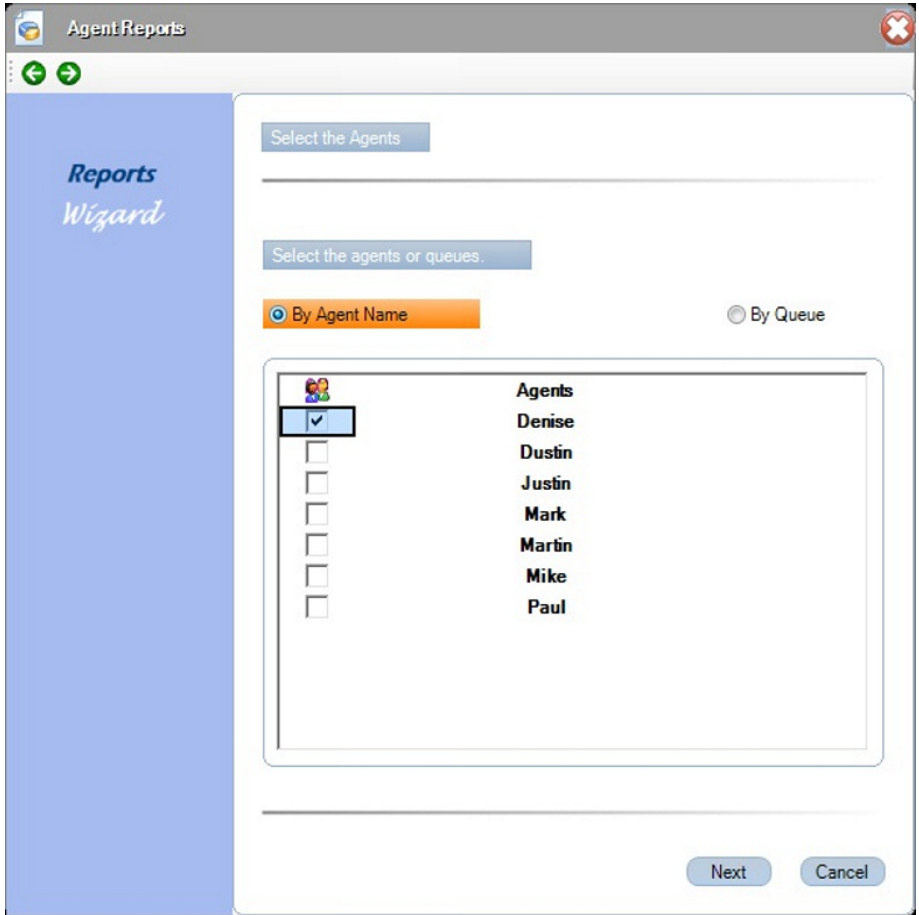 Agent Reports
Reports
Wizard
Select the Agents
Select the agents or queues.
By Agent Name
By Queue
Agents
Denise
Dustin
Justin
Mark
Martin
Mike
Paul
Next
Cancel